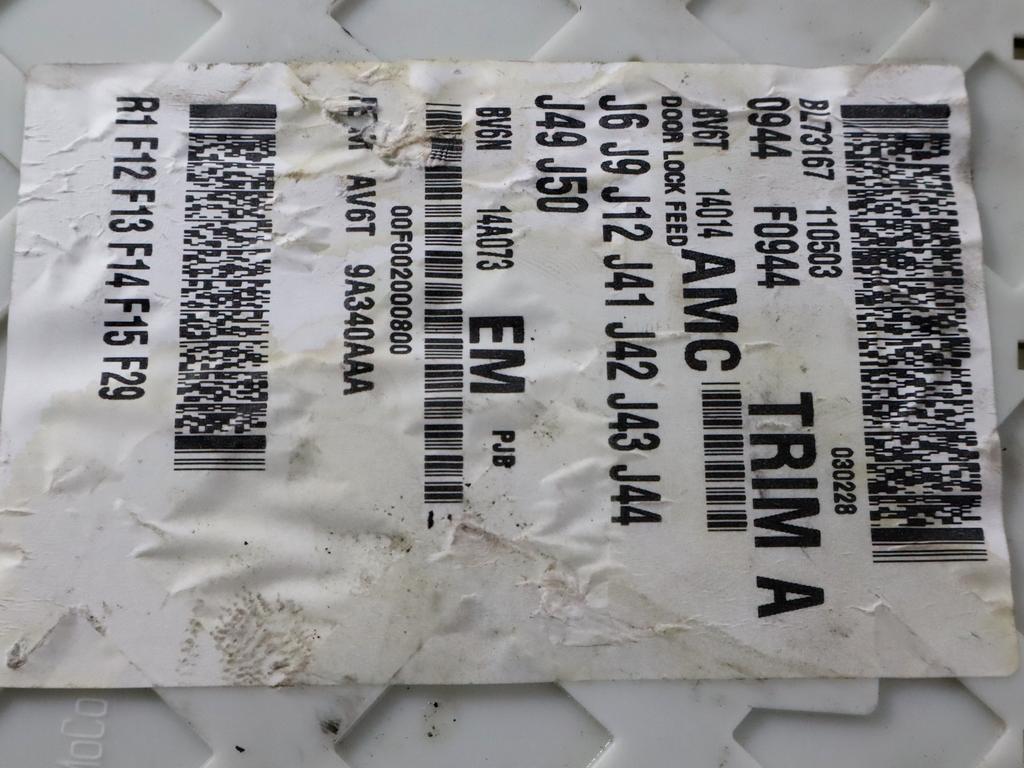 BL73167 110503 030228
0944 F0944 TRIM A
BV6T 14014 AMC
DOOR LOCK FEED
J6 J9 J12 J41 J42 J43 J44
J49 J50
BV6N 14A073 EM PJB
00F002000800
AV6T 9A340AAA
R1 F12 F13 F14 F15 F29
toCo